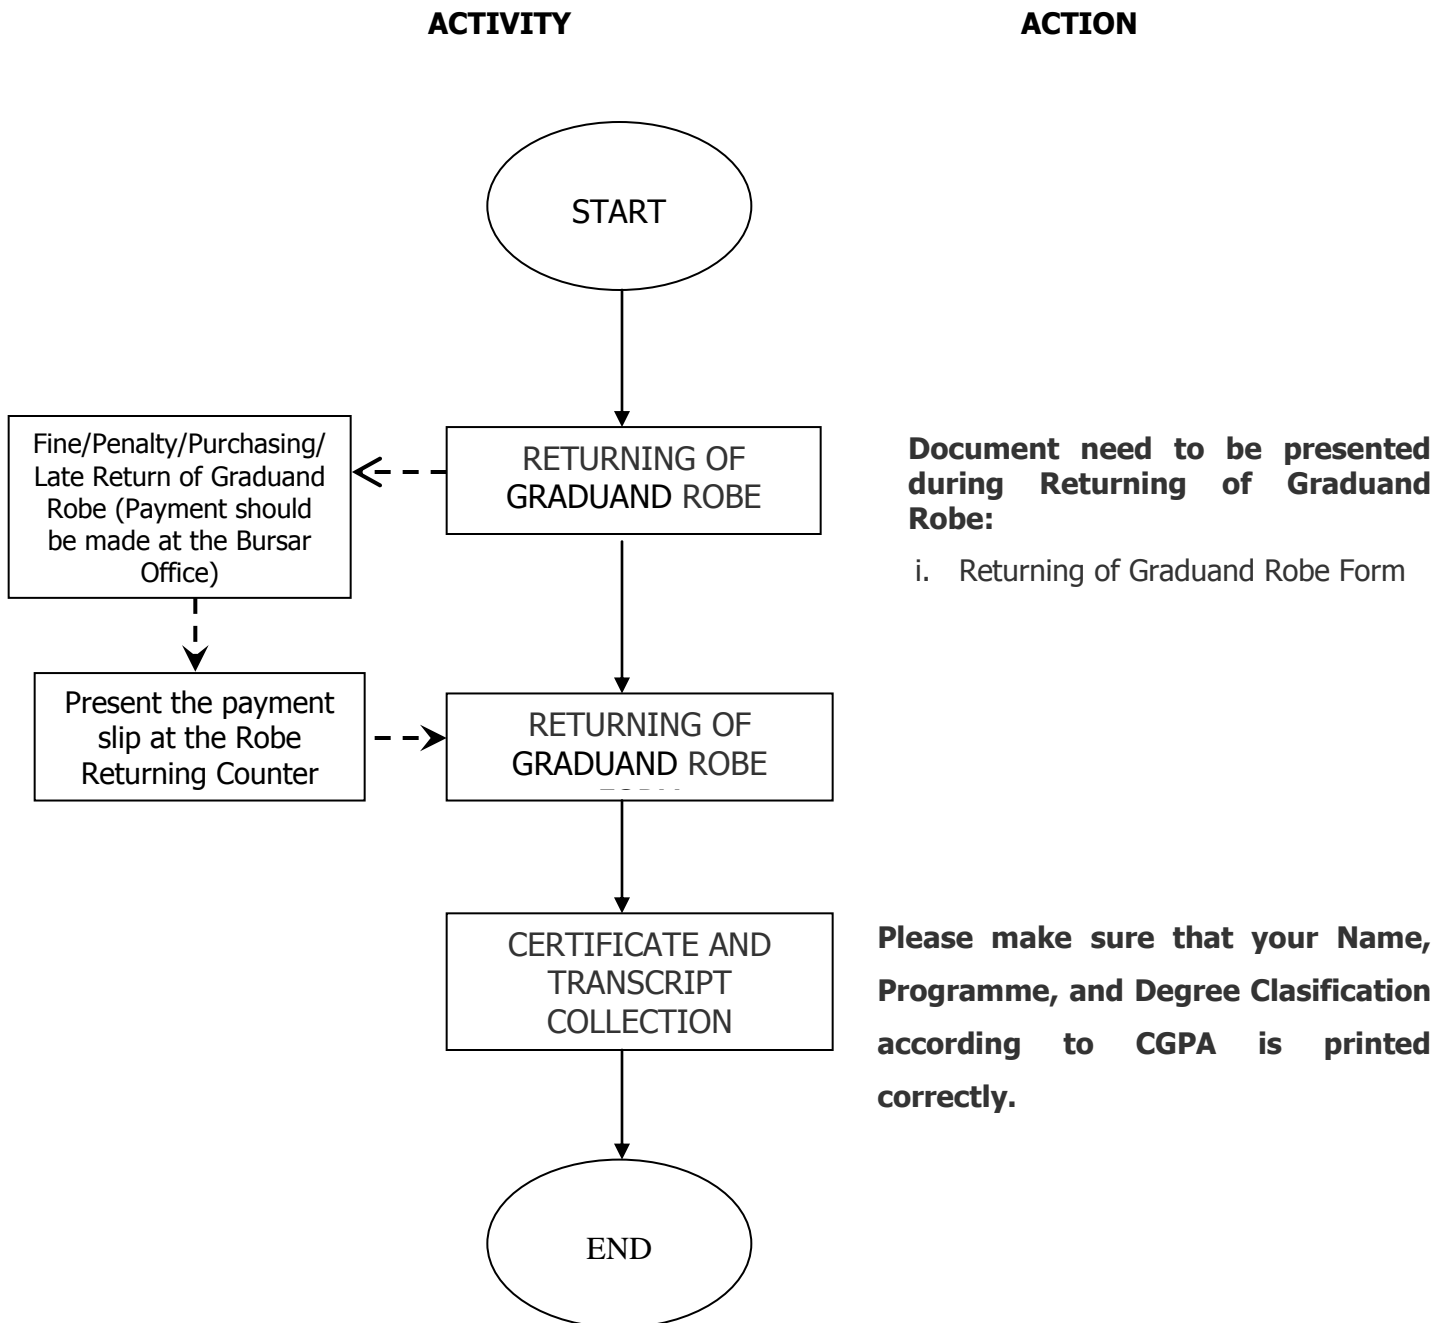 ACTIVITY
ACTION
START
Fine/Penalty/Purchasing/
Late Return of Graduand
Robe (Payment should
be made at the Bursar
Office)
RETURNING OF
GRADUAND ROBE
Document need to be presented
during Returning of Graduand
Robe:
i. Returning of Graduand Robe Form
Present the payment
slip at the Robe
Returning Counter
RETURNING OF
GRADUAND ROBE
CERTIFICATE AND
TRANSCRIPT
COLLECTION
Please make sure that your Name,
Programme, and Degree Clasification
according to CGPA is printed
correctly.
END